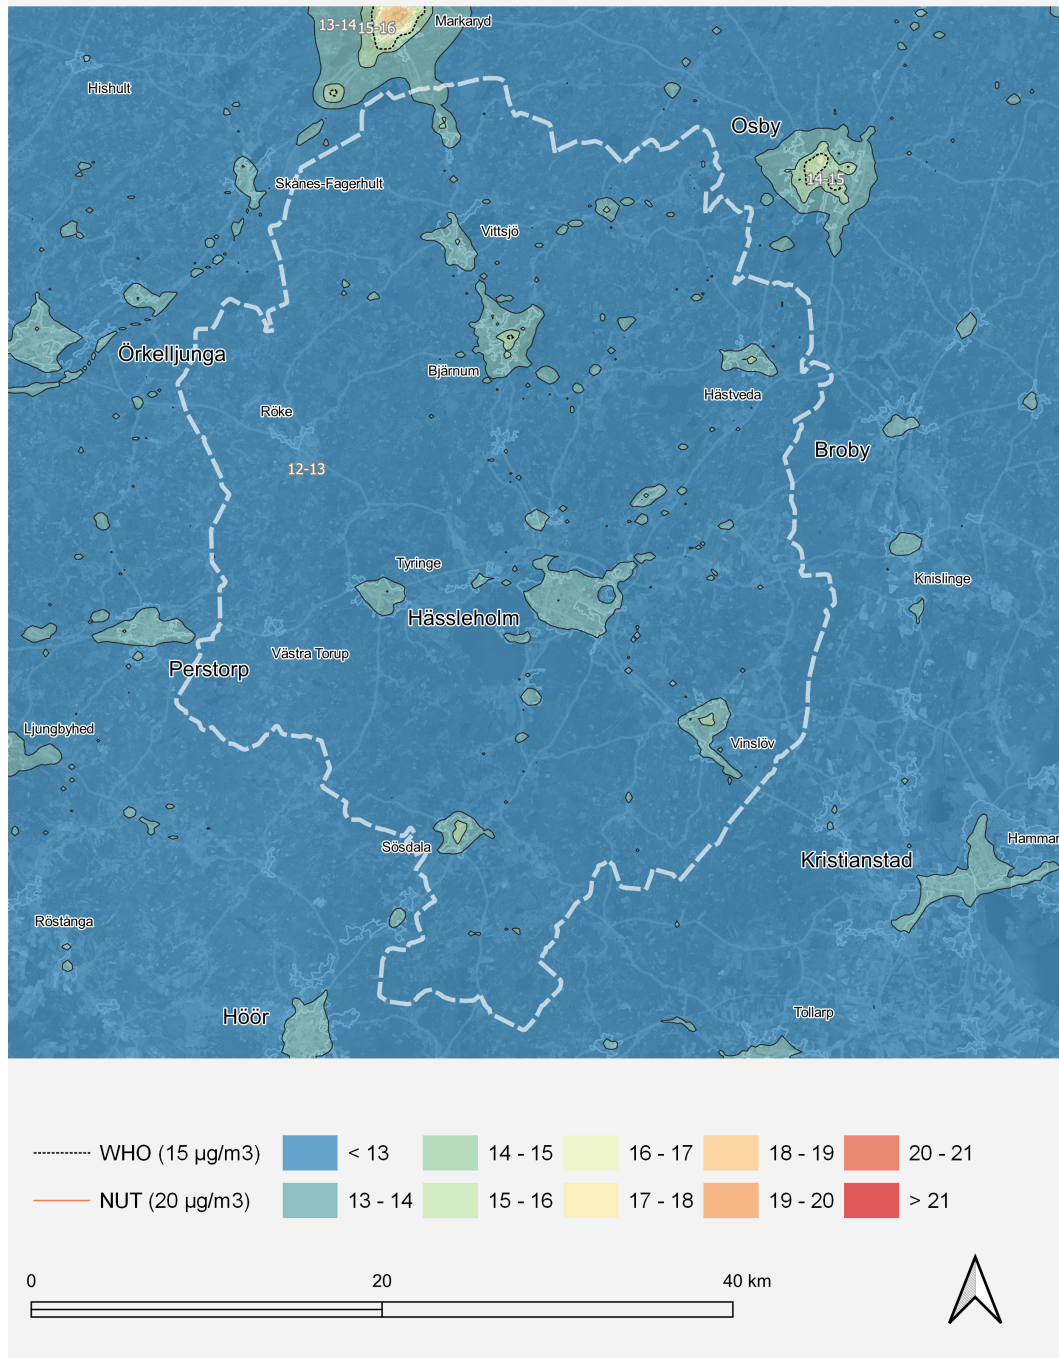 13-14
15-16
Markaryd
Hishult
Osby
14-15
Skånes-Fagerhult
Vittsjö
Örkelljunga
Bjärnum
Hästveda
Röke
Broby
12-13
Tyringe
Knislinge
Hässleholm
Västra Torup
Perstorp
Ljungbyhed
Vinslöv
Sösdala
Hammar
Kristianstad
Röstånga
Höör
Tollarp
WHO (15 µg/m3) < 13 14 - 15 16 - 17 18 - 19 20 - 21
NUT (20 µg/m3) 13 - 14 15 - 16 17 - 18 19 - 20 > 21
0 20 40 km